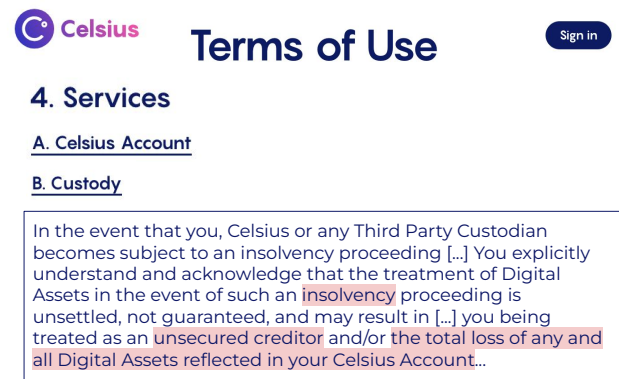 Celsius
Terms of Use
Sign in
4. Services
A. Celsius Account
B. Custody
In the event that you, Celsius or any Third Party Custodian
becomes subject to an insolvency proceeding [...] You explicitly
understand and acknowledge that the treatment of Digital
Assets in the event of such an insolvency proceeding is
unsettled, not guaranteed, and may result in [...] you being
treated as an unsecured creditor and/or the total loss of any and
all Digital Assets reflected in your Celsius Account...